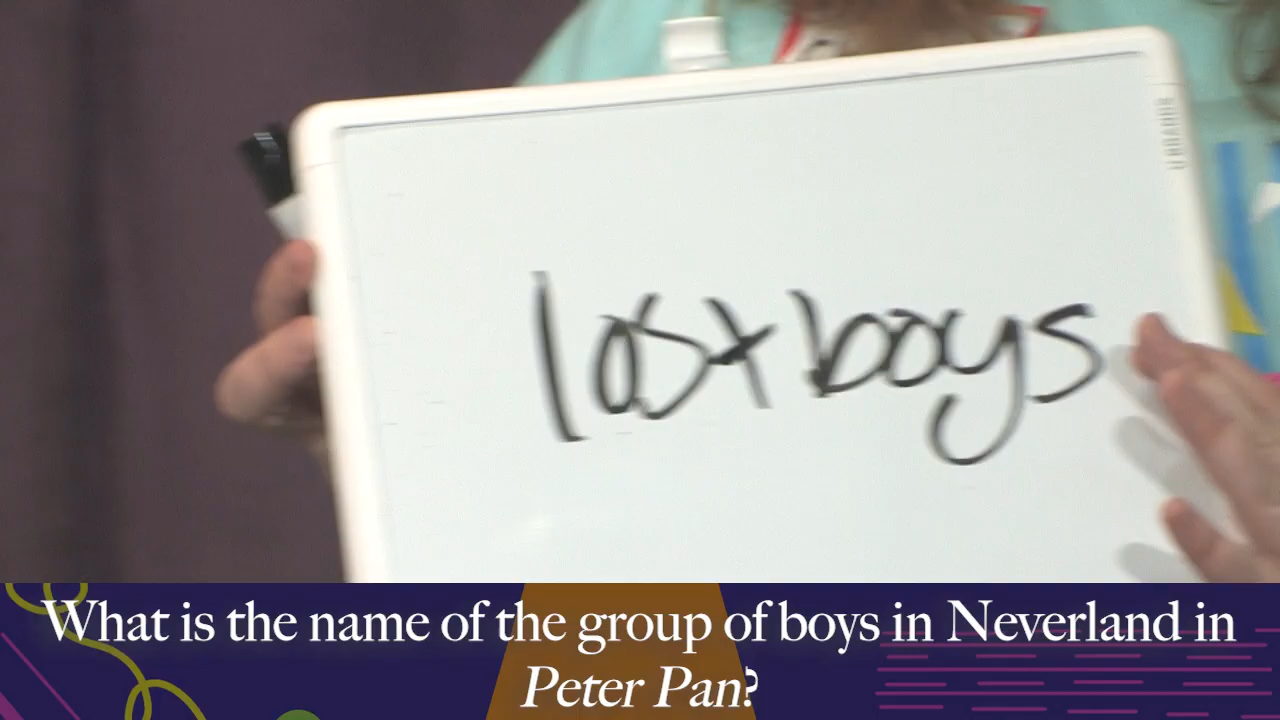 lost boys
What is the name of the group of boys in Neverland in
Peter Pan?